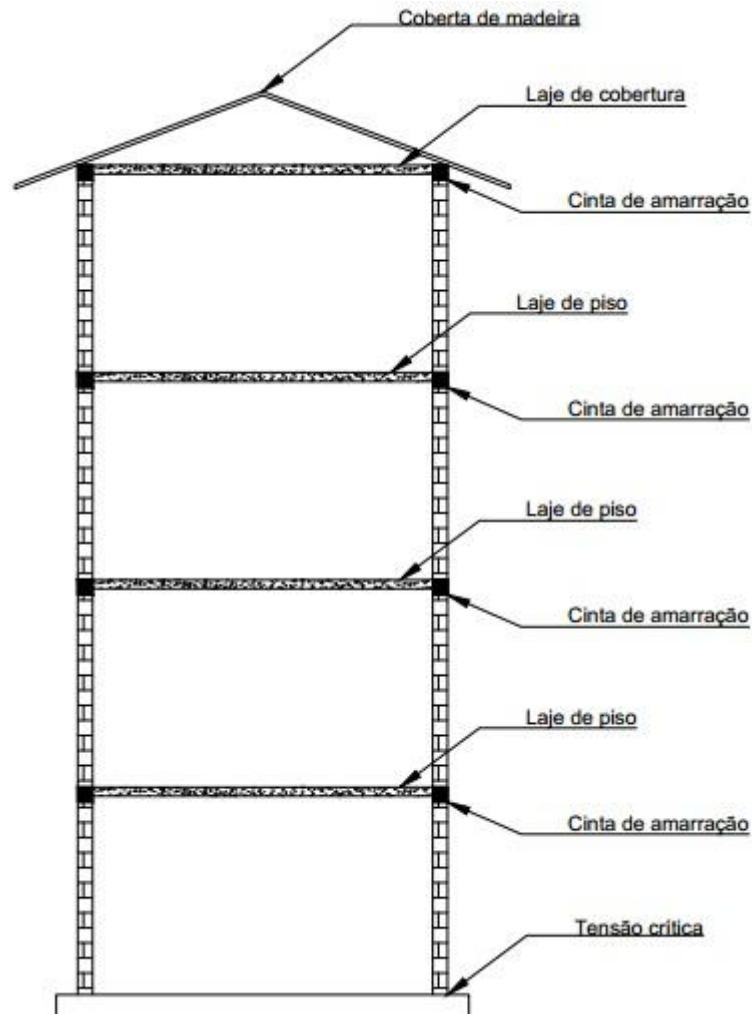 Coberta de madeira
Laje de cobertura
Cinta de amarração
Laje de piso
Cinta de amarração
Laje de piso
Cinta de amarração
Laje de piso
Cinta de amarração
Tensão crítica